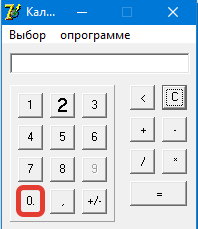 Кал...
Выбор опрограмме
1 2 3 < C
4 5 6 + -
7 8 9 / *
0. , +/- =